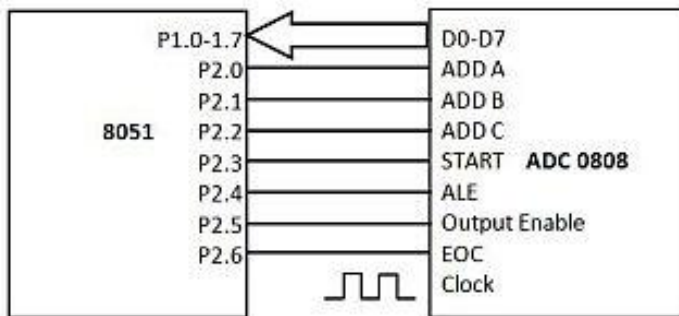 P1.0-1.7 D0-D7
P2.0 ADD A
P2.1 ADD B
8051 P2.2 ADD C
P2.3 START ADC 0808
P2.4 ALE
P2.5 Output Enable
P2.6 EOC
Clock